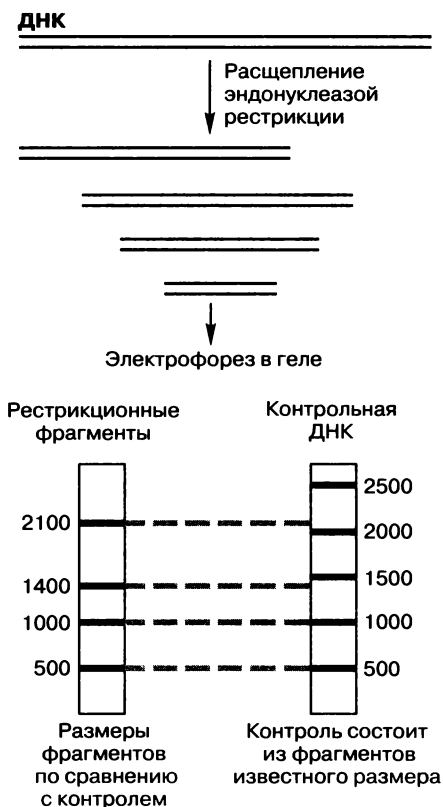 ДНК
Расщепление
эндонуклеазой
рестрикции
Электрофорез в геле
Рестрикционные
фрагменты
Контрольная
ДНК
2100
1400
1000
500
2500
2000
1500
1000
500
Размеры
фрагментов
по сравнению
с контролем
Контроль состоит
из фрагментов
известного размера